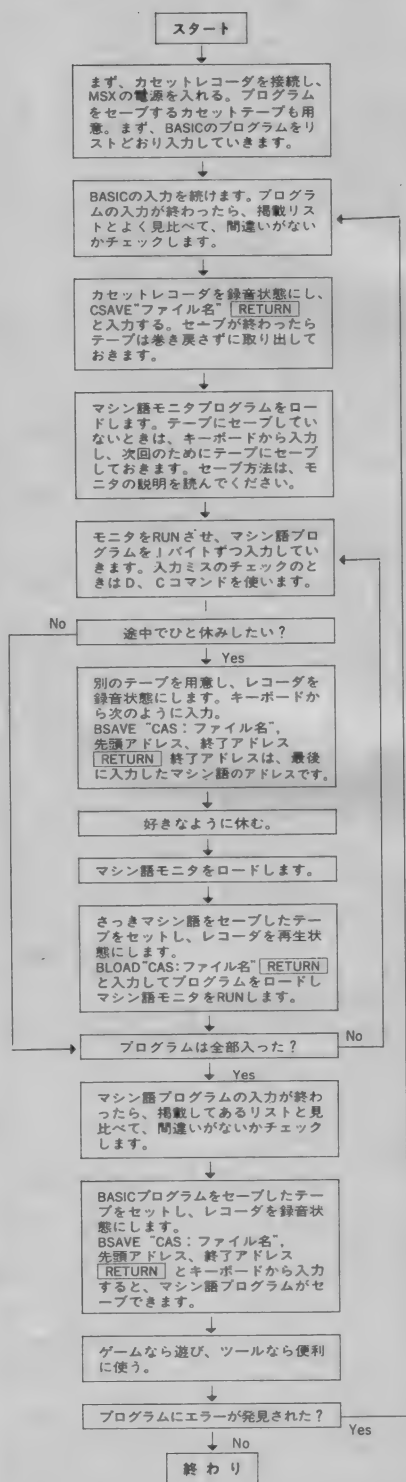 スタート
まず、カセットレコーダを接続し、
MSXの電源を入れる。プログラム
をセーブするカセットテープも用
意。まず、BASICのプログラムをリ
ストどおり入力していきます。
BASICの入力を続けます。プログラ
ムの入力が終わったら、掲載リス
トとよく見比べて、間違いがない
かチェックします。
カセットレコーダを録音状態にし、
CSAVE"ファイル名" RETURN
と入力する。セーブが終わったら
テープは巻き戻さずに取り出して
おきます。
マシン語モニタプログラムをロー
ドします。テープにセーブしてい
ないときは、キーボードから入力
し、次回のためにテープにセーブ
しておきます。セーブ方法は、モ
ニタの説明を読んでください。
モニタをRUNさせ、マシン語プロ
グラムを1バイトずつ入力してい
きます。入力ミスのチェックのと
きはD、Cコマンドを使います。
No
途中でひと休みしたい?
Yes
別のテープを用意し、レコーダを
録音状態にします。キーボードか
ら次のように入力。
BSAVE "CAS:ファイル名",
先頭アドレス、終了アドレス
RETURN 終了アドレスは、最後
に入力したマシン語のアドレスです。
好きなように休む。
マシン語モニタをロードします。
さっきマシン語をセーブしたテー
プをセットし、レコーダを再生状
態にします。
BLOAD"CAS:ファイル名" RETURN
と入力してプログラムをロードし
マシン語モニタをRUNします。
プログラムは全部入った?
No
Yes
マシン語プログラムの入力が終わ
ったら、掲載してあるリストと見
比べて、間違いがないかチェック
します。
BASICプログラムをセーブしたテー
プをセットし、レコーダを録音状
態にします。
BSAVE "CAS:ファイル名",
先頭アドレス、終了アドレス
RETURN とキーボードから入力
すると、マシン語プログラムがセ
ーブできます。
ゲームなら遊び、ツールなら便利
に使う。
プログラムにエラーが発見された?
Yes
No
終わり